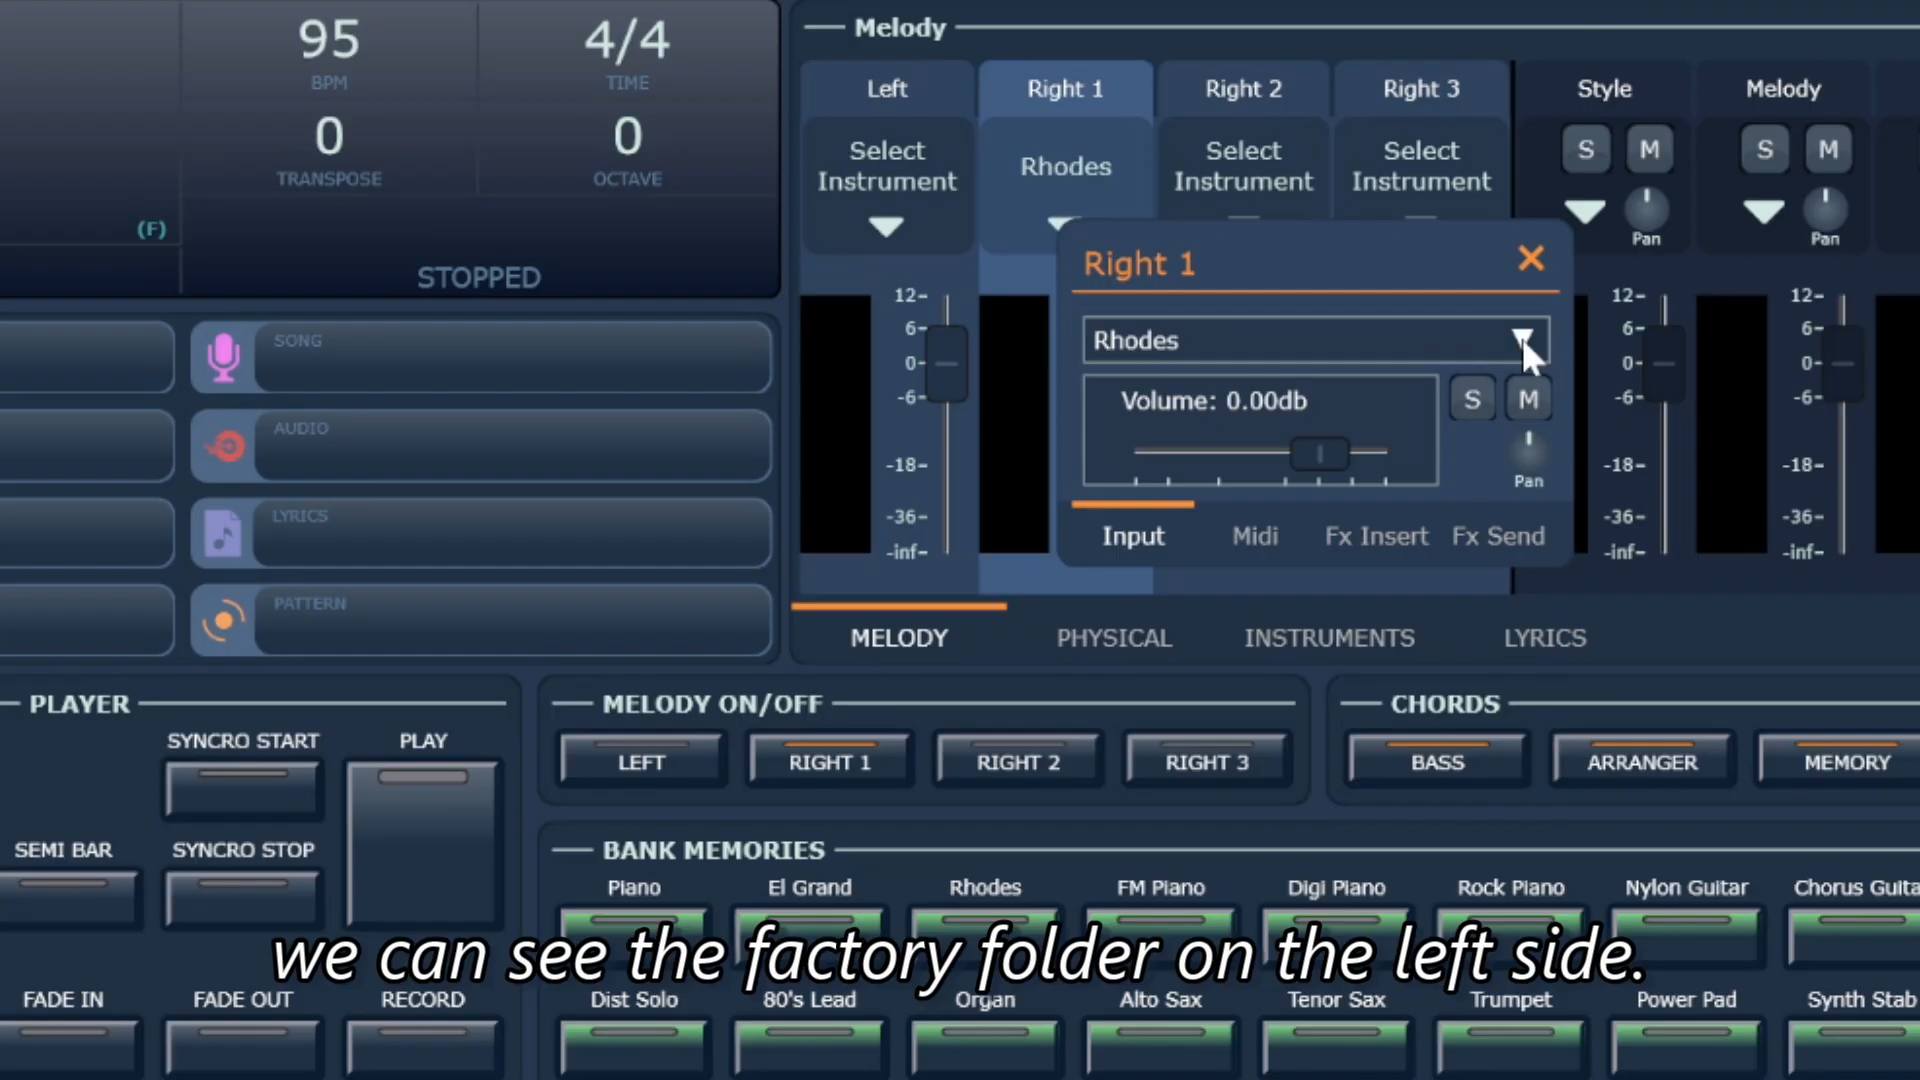 95
BPM
4/4
TIME
0
TRANSPOSE
0
OCTAVE
(F)
STOPPED
SONG
AUDIO
LYRICS
PATTERN
Melody
Left
Right 1
Right 2
Right 3
Style
Melody
Select
Instrument
Rhodes
Select
Instrument
Select
Instrument
S
M
S
M
Pan
Pan
12-
6-
0-
-6-
-18-
-36-
-inf-
Right 1
Rhodes
Volume: 0.00db
S
M
Pan
Input
Midi
Fx Insert
Fx Send
12-
6-
0-
-6-
-18-
-36-
-inf-
12-
6-
0-
-6-
-18-
-36-
-inf-
MELODY
PHYSICAL
INSTRUMENTS
LYRICS
PLAYER
SYNCRO START
PLAY
SEMI BAR
SYNCRO STOP
FADE IN
FADE OUT
RECORD
MELODY ON/OFF
LEFT
RIGHT 1
RIGHT 2
RIGHT 3
CHORDS
BASS
ARRANGER
MEMORY
BANK MEMORIES
Piano
El Grand
Rhodes
FM Piano
Digi Piano
Rock Piano
Nylon Guitar
Chorus Guita
we can see the factory folder on the left side.
Dist Solo
80's Lead
Organ
Alto Sax
Tenor Sax
Trumpet
Power Pad
Synth Stab